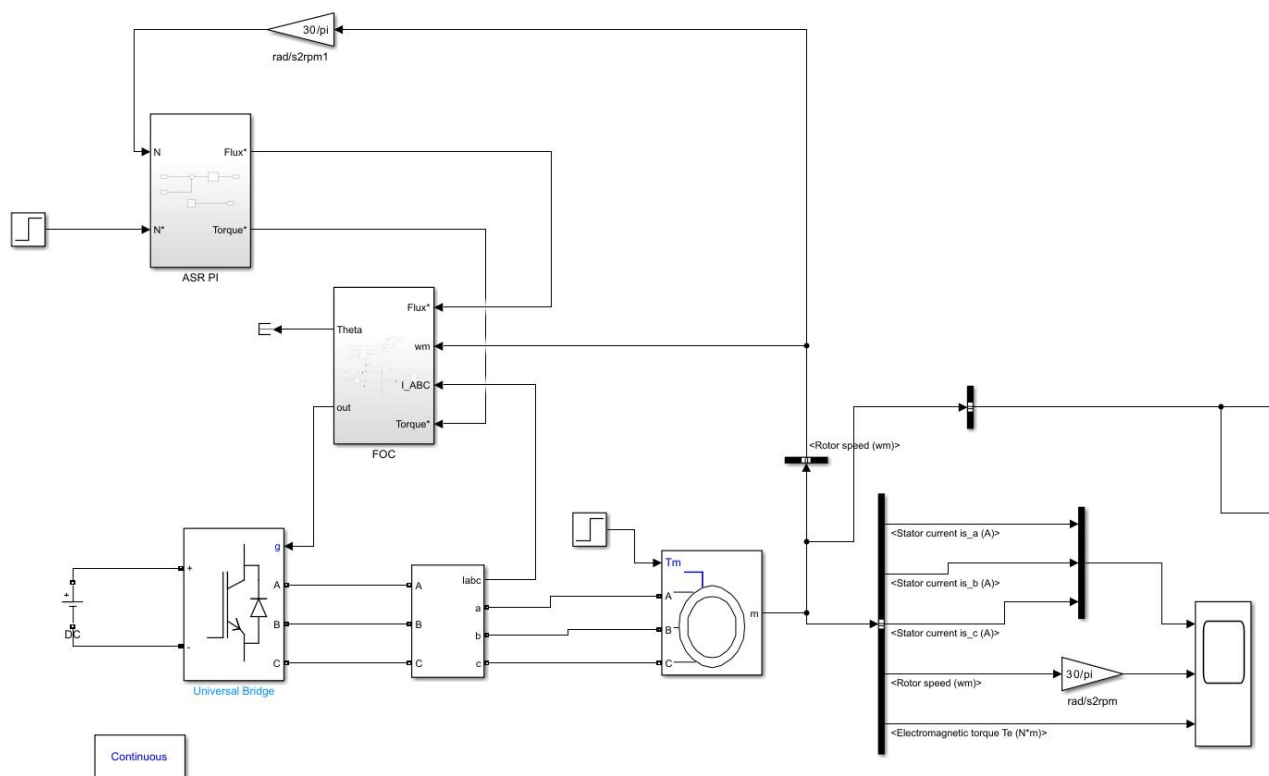 30/pi
rad/s2rpm1
N
Flux*
N*
Torque*
ASR PI
Flux*
Theta
wm
I_ABC
out
Torque*
FOC
<Rotor speed (wm)>
g
+
A
B
-
C
Universal Bridge
+
DC
Iabc
A
a
B
b
C
c
Tm
A
B
C
m
<Stator current is_a (A)>
<Stator current is_b (A)>
<Stator current is_c (A)>
<Rotor speed (wm)>
30/pi
rad/s2rpm
<Electromagnetic torque Te (N*m)>
Continuous